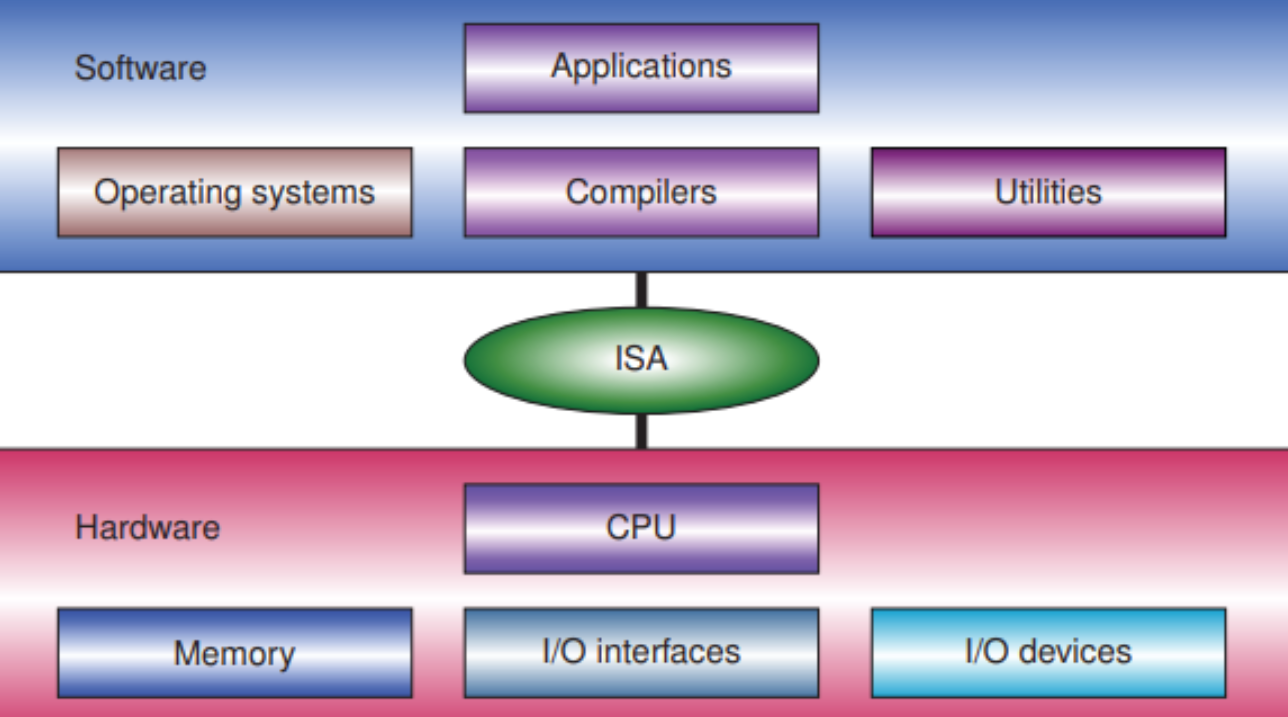 Software
Applications
Operating systems
Compilers
Utilities
ISA
Hardware
CPU
Memory
I/O interfaces
I/O devices